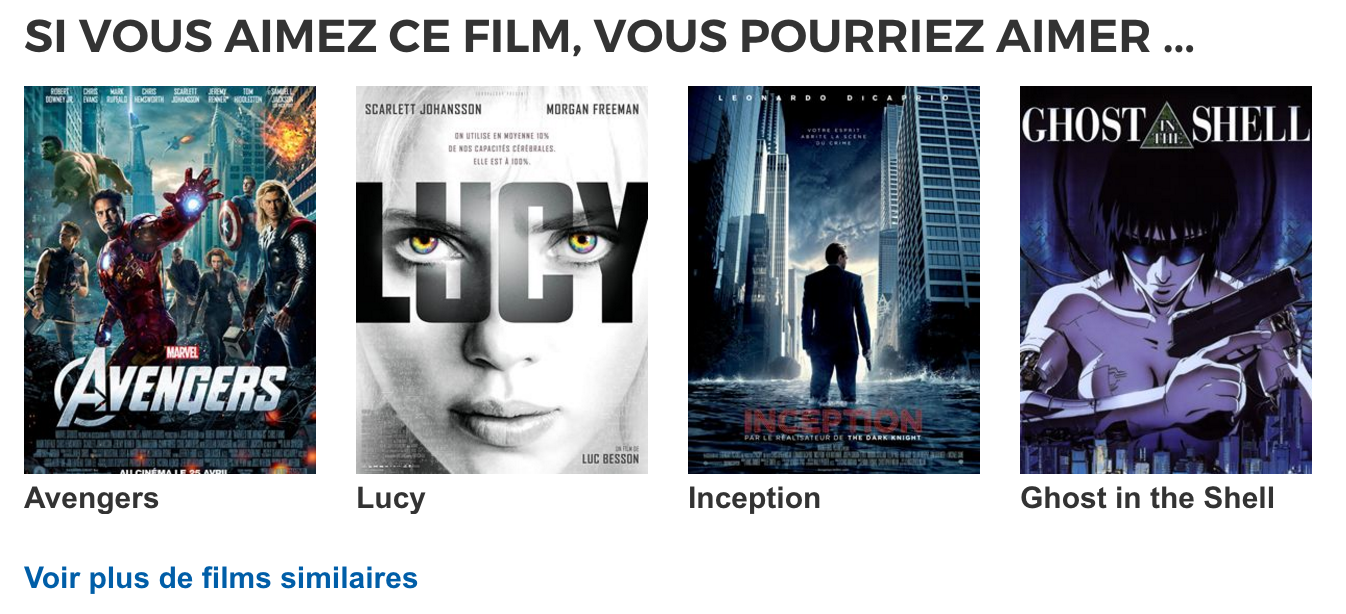 SI VOUS AIMEZ CE FILM, VOUS POURRIEZ AIMER ...
ROBERT DOWNEY JR. CHRIS EVANS MARK RUFFALO CHRIS HEMSWORTH SCARLETT JOHANSSON JEREMY RENNER TOM HIDDLESTON SAMUEL L. JACKSON
MARVEL
AVENGERS
AU CINÉMA LE 25 AVRIL
SCARLETT JOHANSSON MORGAN FREEMAN
ON UTILISE EN MOYENNE 10%
DE NOS CAPACITÉS CÉRÉBRALES.
ELLE EST À 100%.
LUCY
UN FILM DE
LUC BESSON
LEONARDO DICAPRIO
VOTRE ESPRIT
ABRITE LA SCÈNE
DU CRIME
INCEPTION
PAR LE RÉALISATEUR DE THE DARK KNIGHT
GHOST IN THE SHELL
Avengers
Lucy
Inception
Ghost in the Shell
Voir plus de films similaires